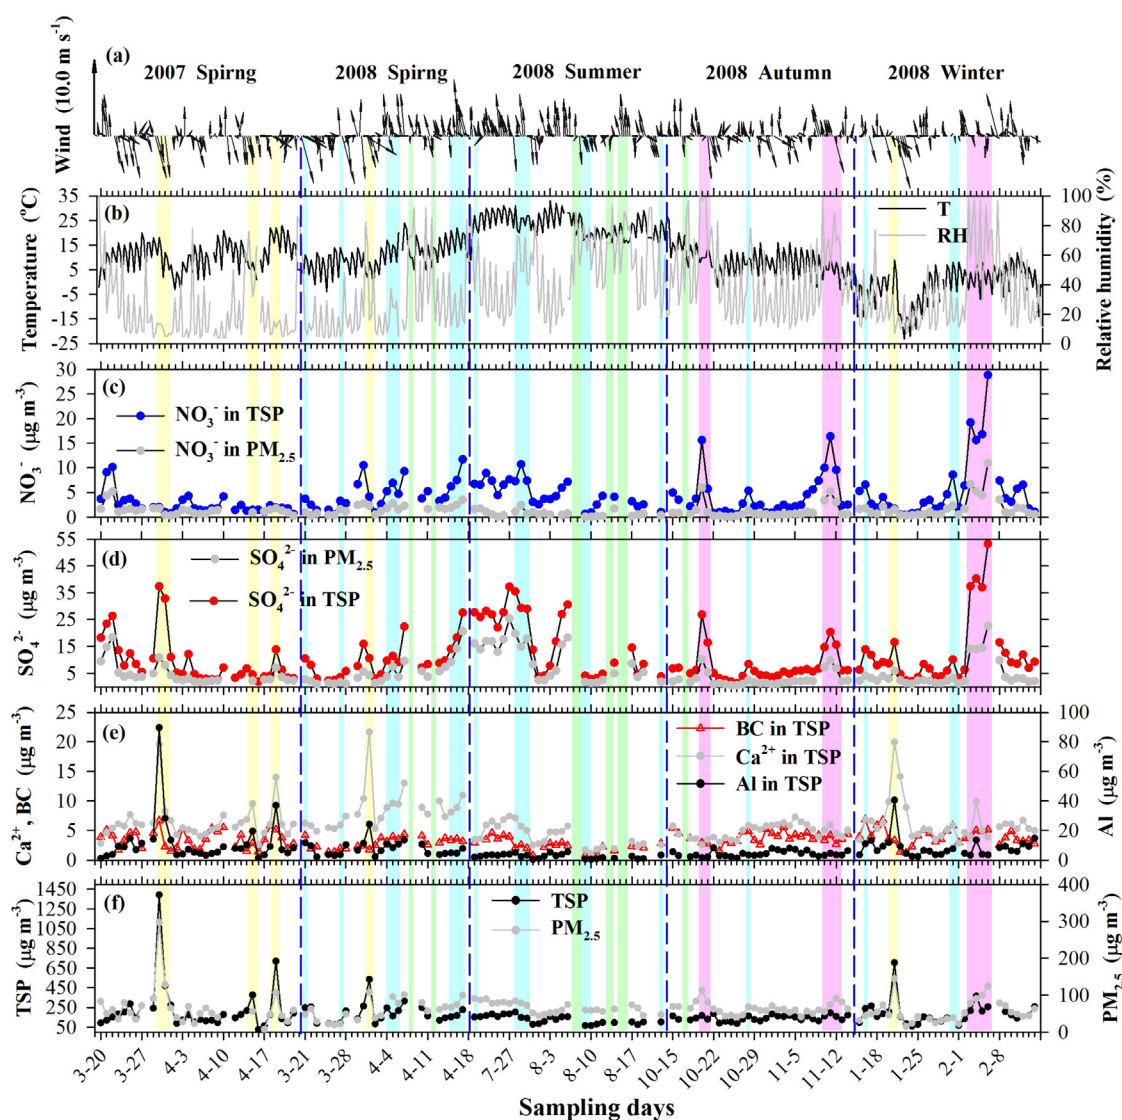 (a)
2007 Spirng
2008 Spirng
2008 Summer
2008 Autumn
2008 Winter
Wind (10.0 m s⁻¹)
(b)
T
RH
Temperature (°C)
35
25
15
5
-5
-15
-25
Relative humidity (%)
100
80
60
40
20
0
(c)
NO₃⁻ in TSP
NO₃⁻ in PM₂.₅
NO₃⁻ (μg m⁻³)
30
25
20
15
10
5
0
(d)
SO₄²⁻ in PM₂.₅
SO₄²⁻ in TSP
SO₄²⁻ (μg m⁻³)
55
45
35
25
15
5
(e)
BC in TSP
Ca²⁺ in TSP
Al in TSP
Ca²⁺, BC (μg m⁻³)
25
20
15
10
5
0
Al (μg m⁻³)
100
80
60
40
20
0
(f)
TSP
PM₂.₅
TSP (μg m⁻³)
1450
1250
1050
850
650
450
250
50
PM₂.₅ (μg m⁻³)
400
300
200
100
0
3-20
3-27
4-3
4-10
4-17
3-21
3-28
4-4
4-11
4-18
7-27
8-3
8-10
8-17
10-15
10-22
10-29
11-5
11-12
1-18
1-25
2-1
2-8
Sampling days